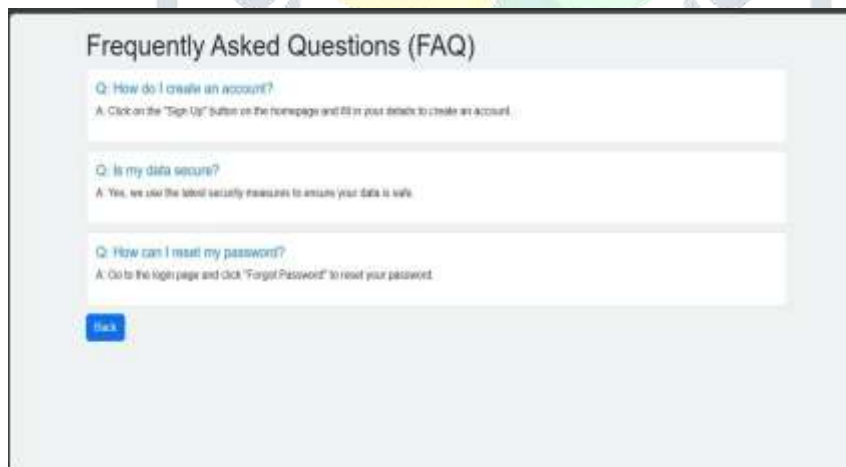 Frequently Asked Questions (FAQ)
Q: How do I create an account?
A: Click on the "Sign Up" button on the homepage and fill in your details to create an account.
Q: Is my data secure?
A: Yes, we use the latest security measures to ensure your data is safe.
Q: How can I reset my password?
A: Go to the login page and click "Forgot Password" to reset your password.
Back